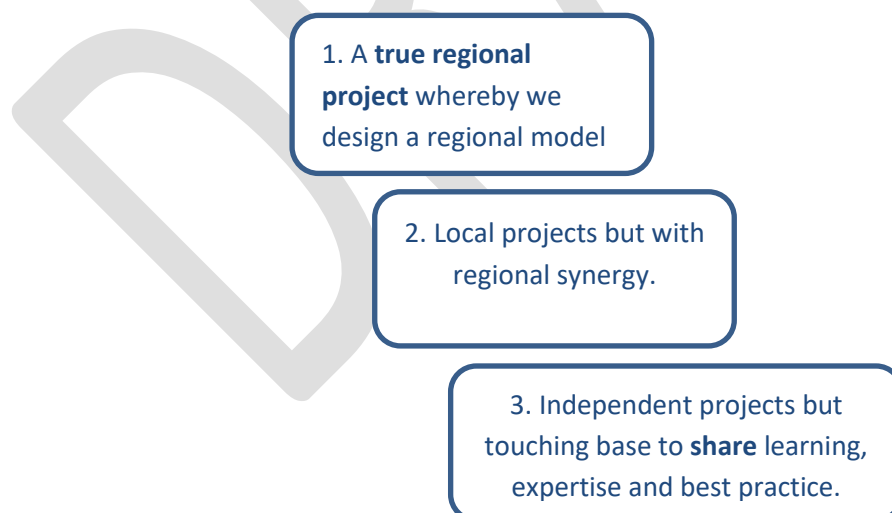 1. A true regional
project whereby we
design a regional model
2. Local projects but with
regional synergy.
3. Independent projects but
touching base to share learning,
expertise and best practice.